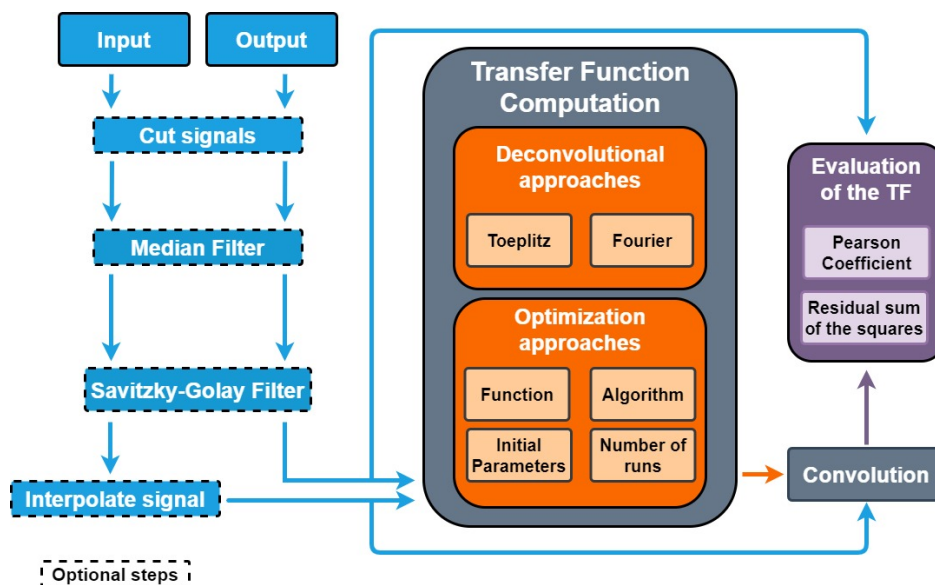 Input
Output
Cut signals
Median Filter
Savitzky-Golay Filter
Interpolate signal
Optional steps
Transfer Function
Computation
Deconvolutional
approaches
Toeplitz
Fourier
Optimization
approaches
Function
Algorithm
Initial
Parameters
Number of
runs
Evaluation
of the TF
Pearson
Coefficient
Residual sum
of the squares
Convolution